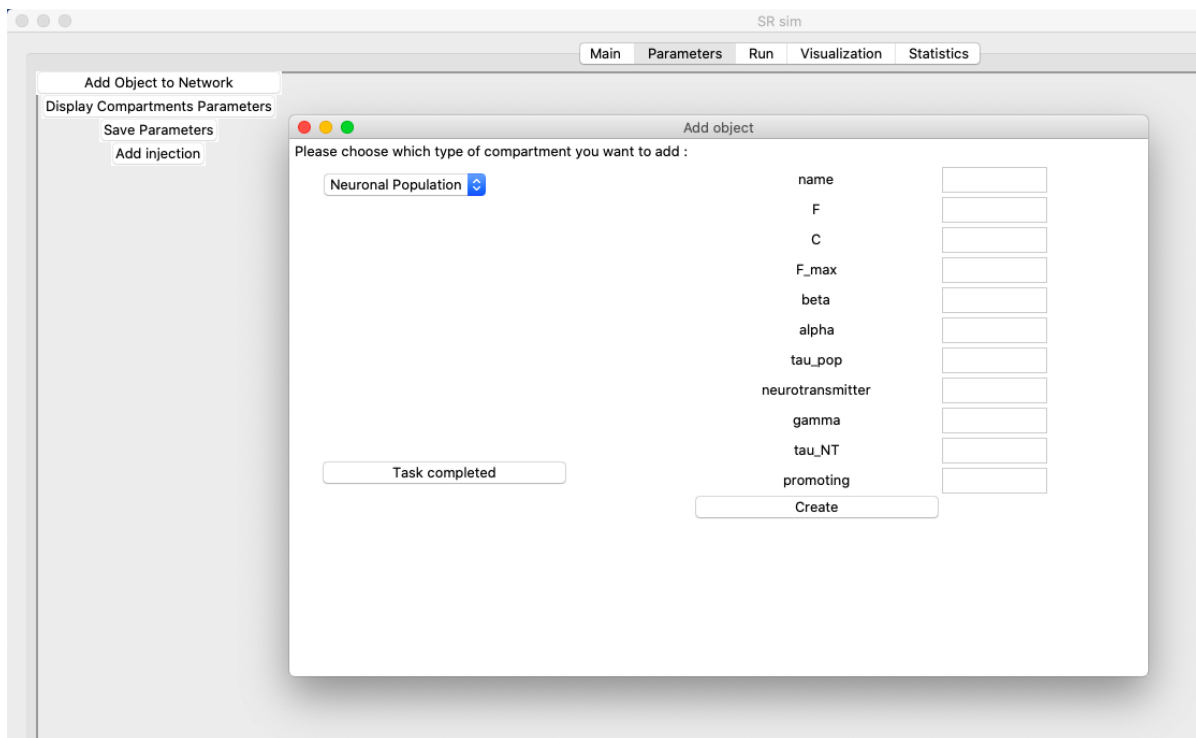 SR sim
Main Parameters Run Visualization Statistics
Add Object to Network
Display Compartments Parameters
Save Parameters
Add injection
Add object
Please choose which type of compartment you want to add :
Neuronal Population
name
F
C
F_max
beta
alpha
tau_pop
neurotransmitter
gamma
tau_NT
promoting
Task completed
Create